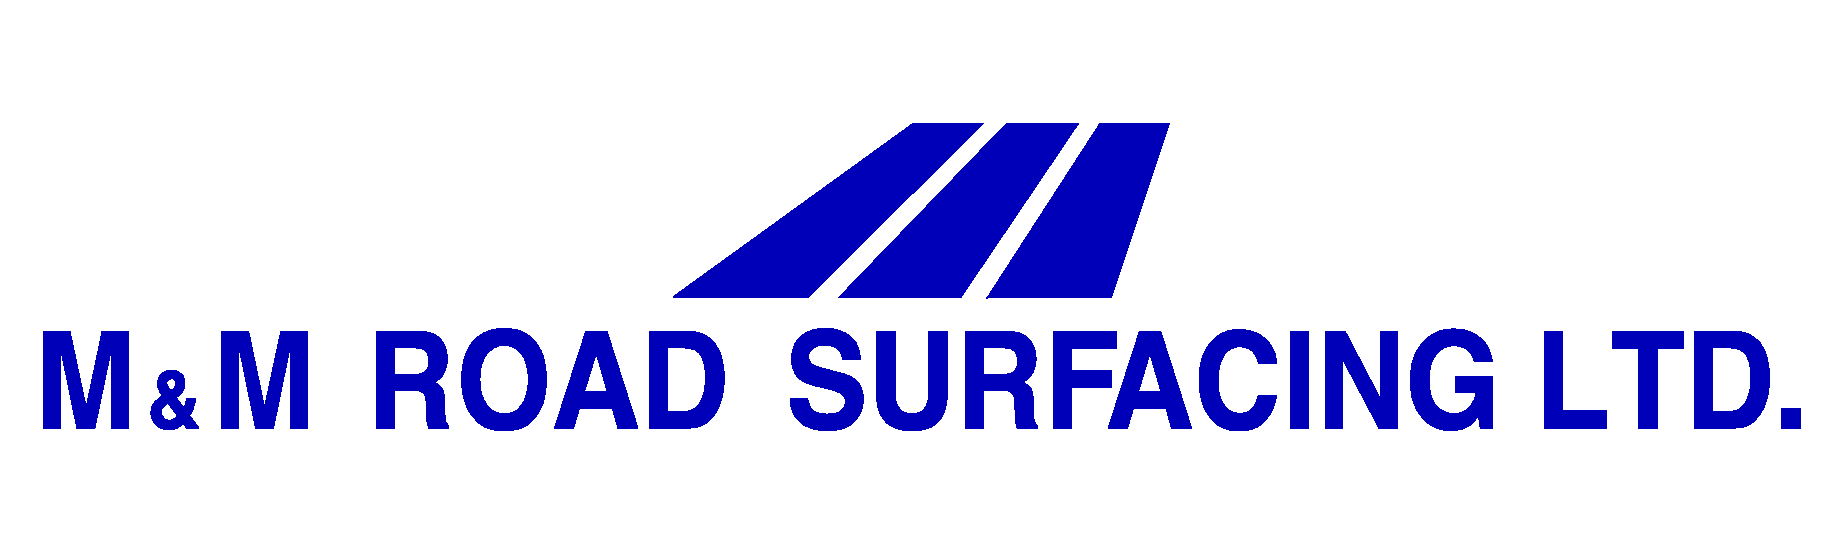 M & M ROAD SURFACING LTD.